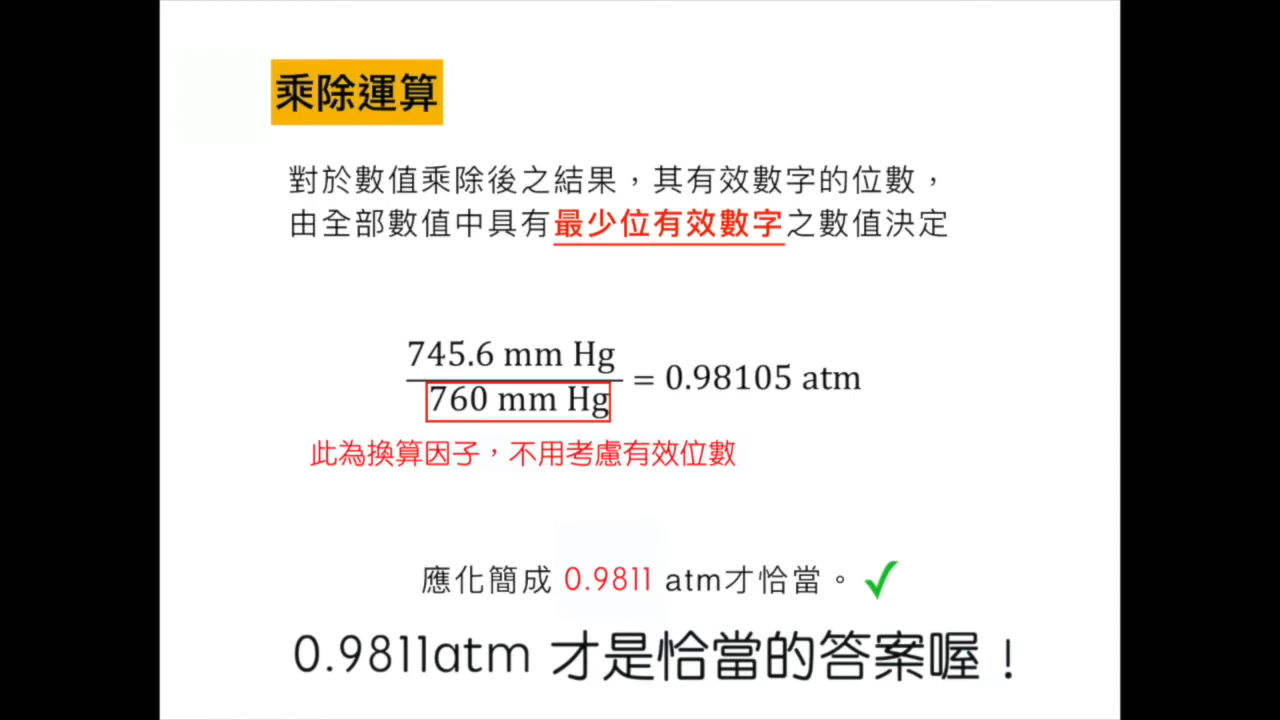 乘除運算
對於數值乘除後之結果，其有效數字的位數，
由全部數值中具有最少位有效數字之數值決定
745.6 mm Hg
760 mm Hg
= 0.98105 atm
此為換算因子，不用考慮有效位數
應化簡成 0.9811 atm才恰當。
0.9811atm 才是恰當的答案喔！